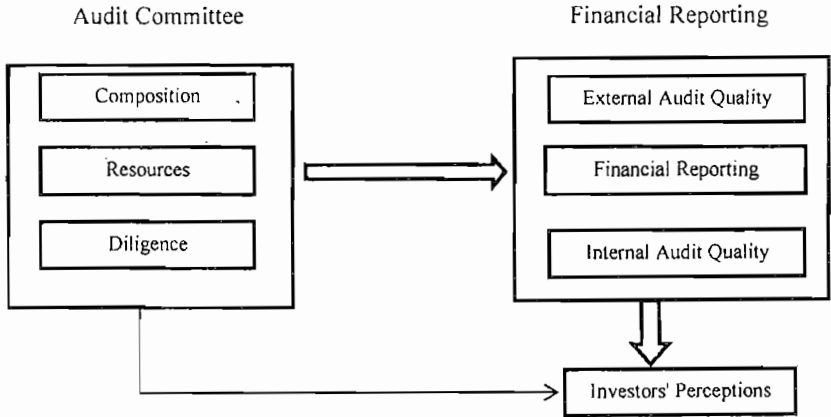 Audit Committee
Financial Reporting
Composition
Resources
Diligence
External Audit Quality
Financial Reporting
Internal Audit Quality
Investors' Perceptions